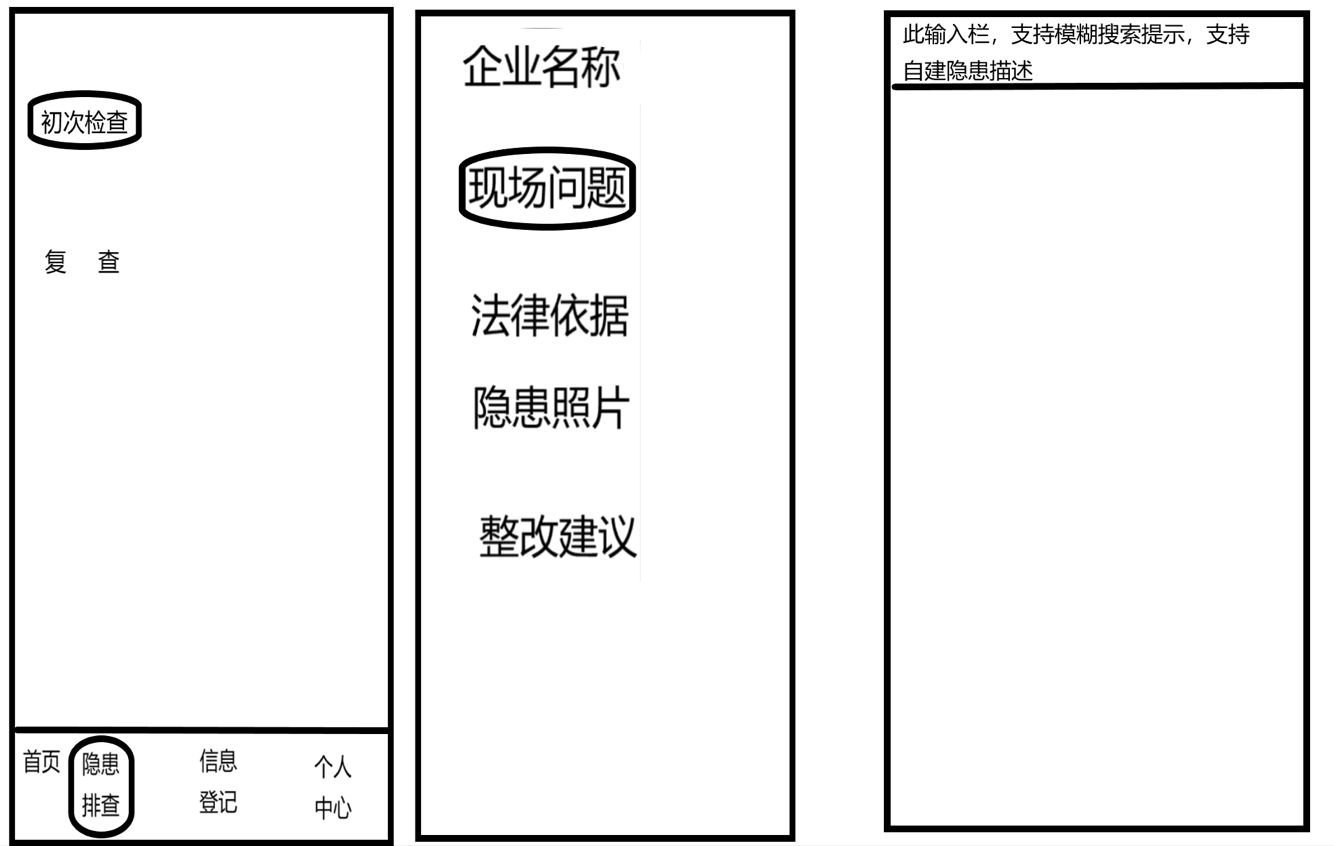 初次检查
复 查
首页
隐患
排查
信息
登记
个人
中心
企业名称
现场问题
法律依据
隐患照片
整改建议
此输入栏，支持模糊搜索提示，支持
自建隐患描述